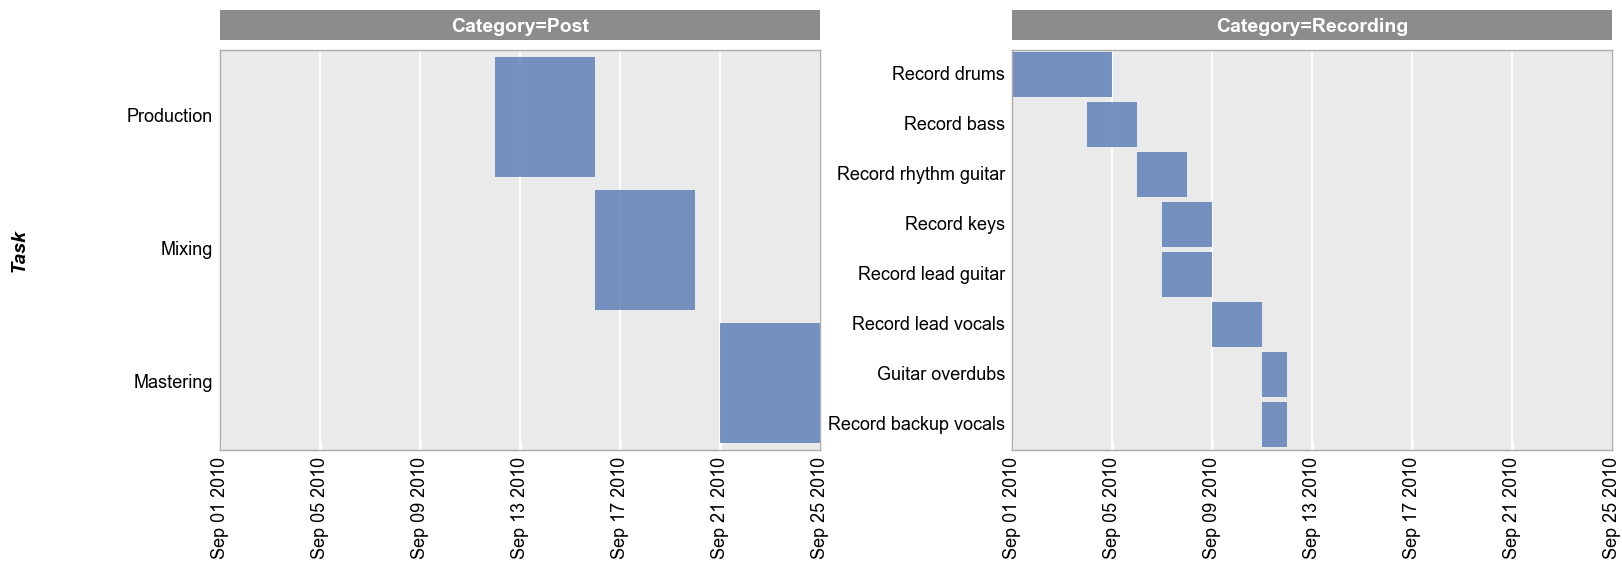 Category=Post
Task
Production
Mixing
Mastering
Sep 01 2010
Sep 05 2010
Sep 09 2010
Sep 13 2010
Sep 17 2010
Sep 21 2010
Sep 25 2010
Category=Recording
Record drums
Record bass
Record rhythm guitar
Record keys
Record lead guitar
Record lead vocals
Guitar overdubs
Record backup vocals
Sep 01 2010
Sep 05 2010
Sep 09 2010
Sep 13 2010
Sep 17 2010
Sep 21 2010
Sep 25 2010